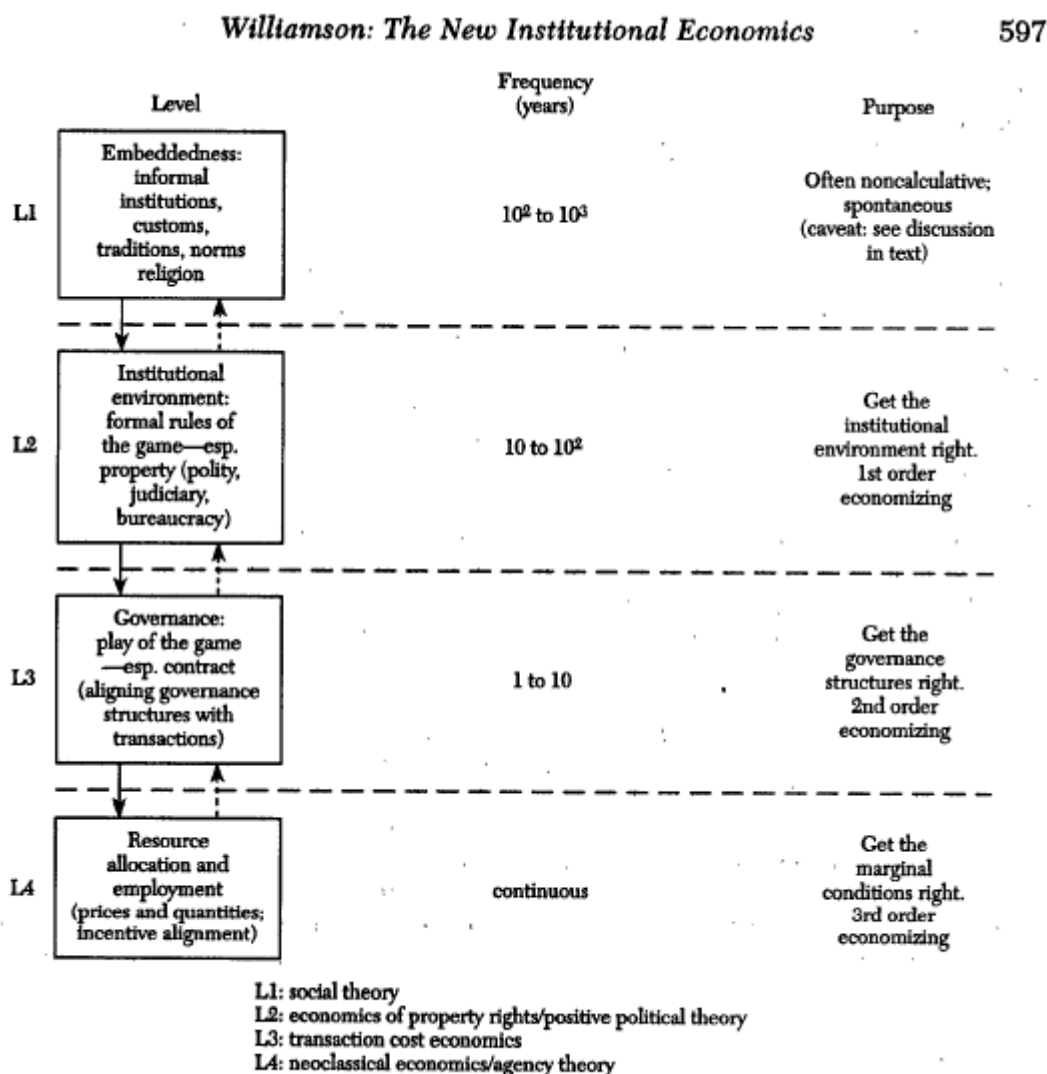 Williamson: The New Institutional Economics 597
Level
Frequency
(years)
Purpose
L1
Embeddedness:
informal
institutions,
customs,
traditions, norms
religion
10² to 10³
Often noncalculative;
spontaneous
(caveat: see discussion
in text)
L2
Institutional
environment:
formal rules of
the game—esp.
property (polity,
judiciary,
bureaucracy)
10 to 10²
Get the
institutional
environment right.
1st order
economizing
L3
Governance:
play of the game
—esp. contract
(aligning governance
structures with
transactions)
1 to 10
Get the
governance
structures right.
2nd order
economizing
L4
Resource
allocation and
employment
(prices and quantities;
incentive alignment)
continuous
Get the
marginal
conditions right.
3rd order
economizing
L1: social theory
L2: economics of property rights/positive political theory
L3: transaction cost economics
L4: neoclassical economics/agency theory